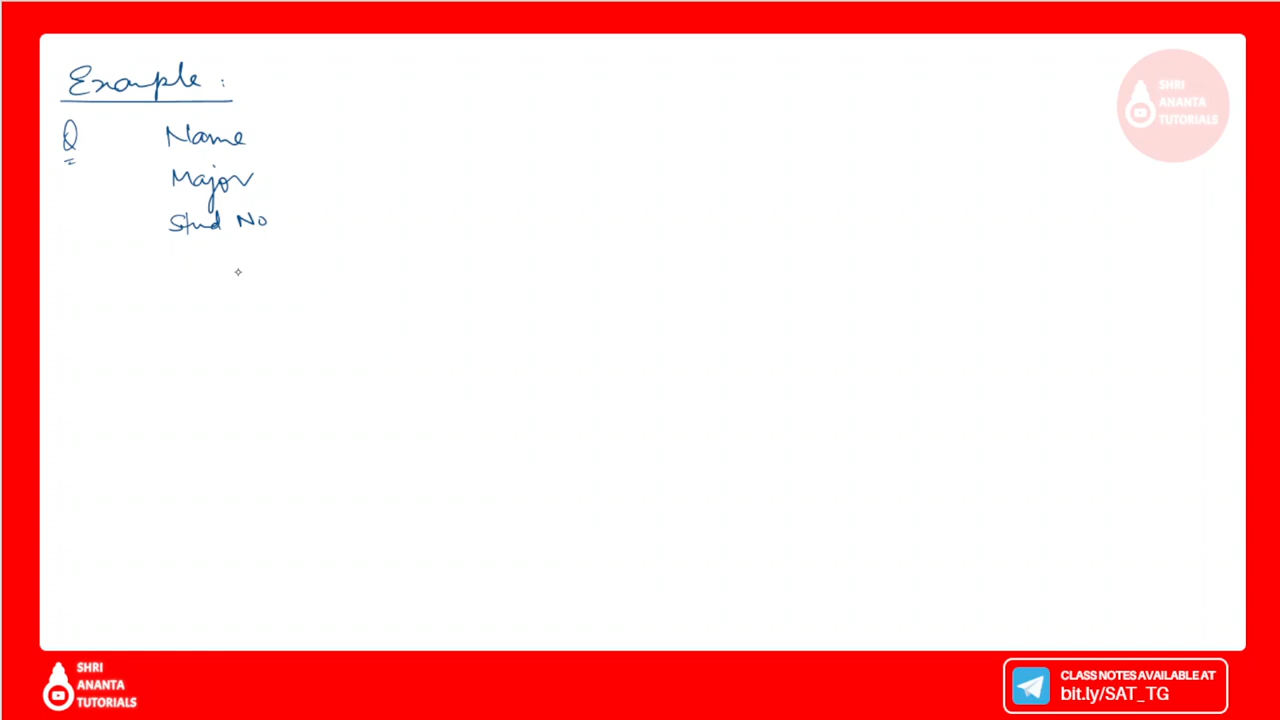 Example :
Q Name
Major
Stud No
SHRI
ANANTA
TUTORIALS
SHRI
ANANTA
TUTORIALS
CLASS NOTES AVAILABLE AT
bit.ly/SAT_TG